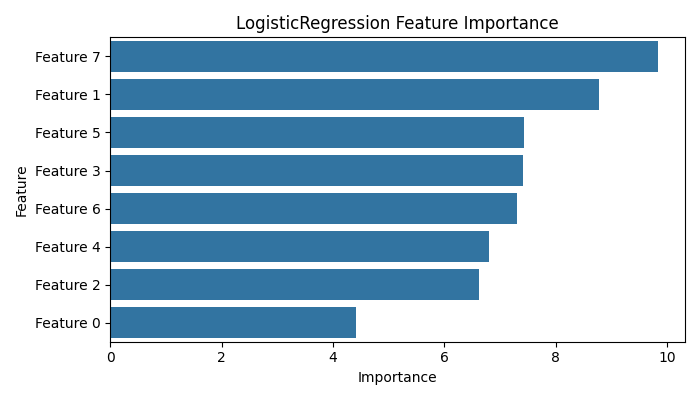 LogisticRegression Feature Importance
Feature 7
Feature 1
Feature 5
Feature 3
Feature 6
Feature 4
Feature 2
Feature 0
Feature
0 2 4 6 8 10
Importance